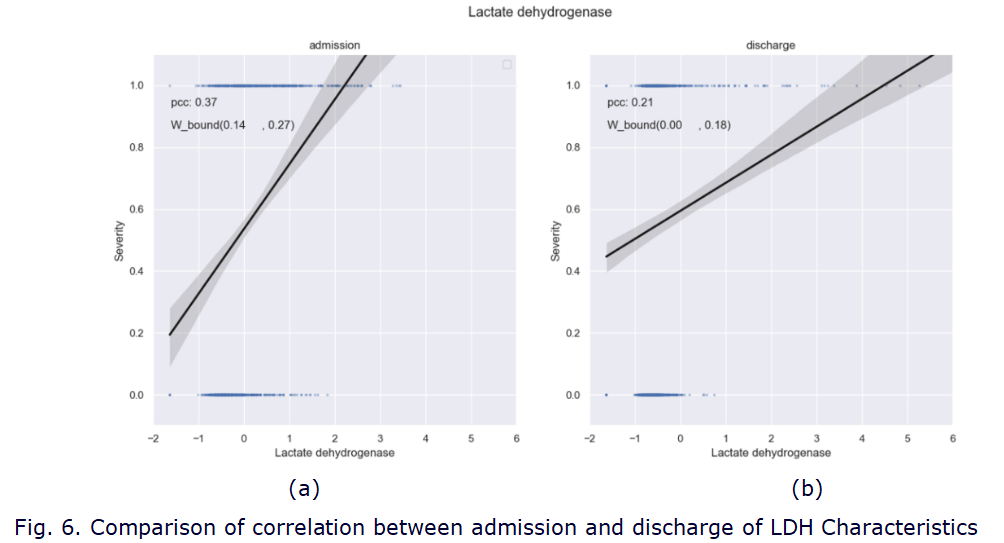 Lactate dehydrogenase
admission
1.0
0.8
0.6
0.4
0.2
0.0
Severity
pcc: 0.37
W_bound(0.14 , 0.27)
−2 −1 0 1 2 3 4 5 6
Lactate dehydrogenase
(a)
discharge
1.0
0.8
0.6
0.4
0.2
0.0
Severity
pcc: 0.21
W_bound(0.00 , 0.18)
−2 −1 0 1 2 3 4 5 6
Lactate dehydrogenase
(b)
Fig. 6. Comparison of correlation between admission and discharge of LDH Characteristics